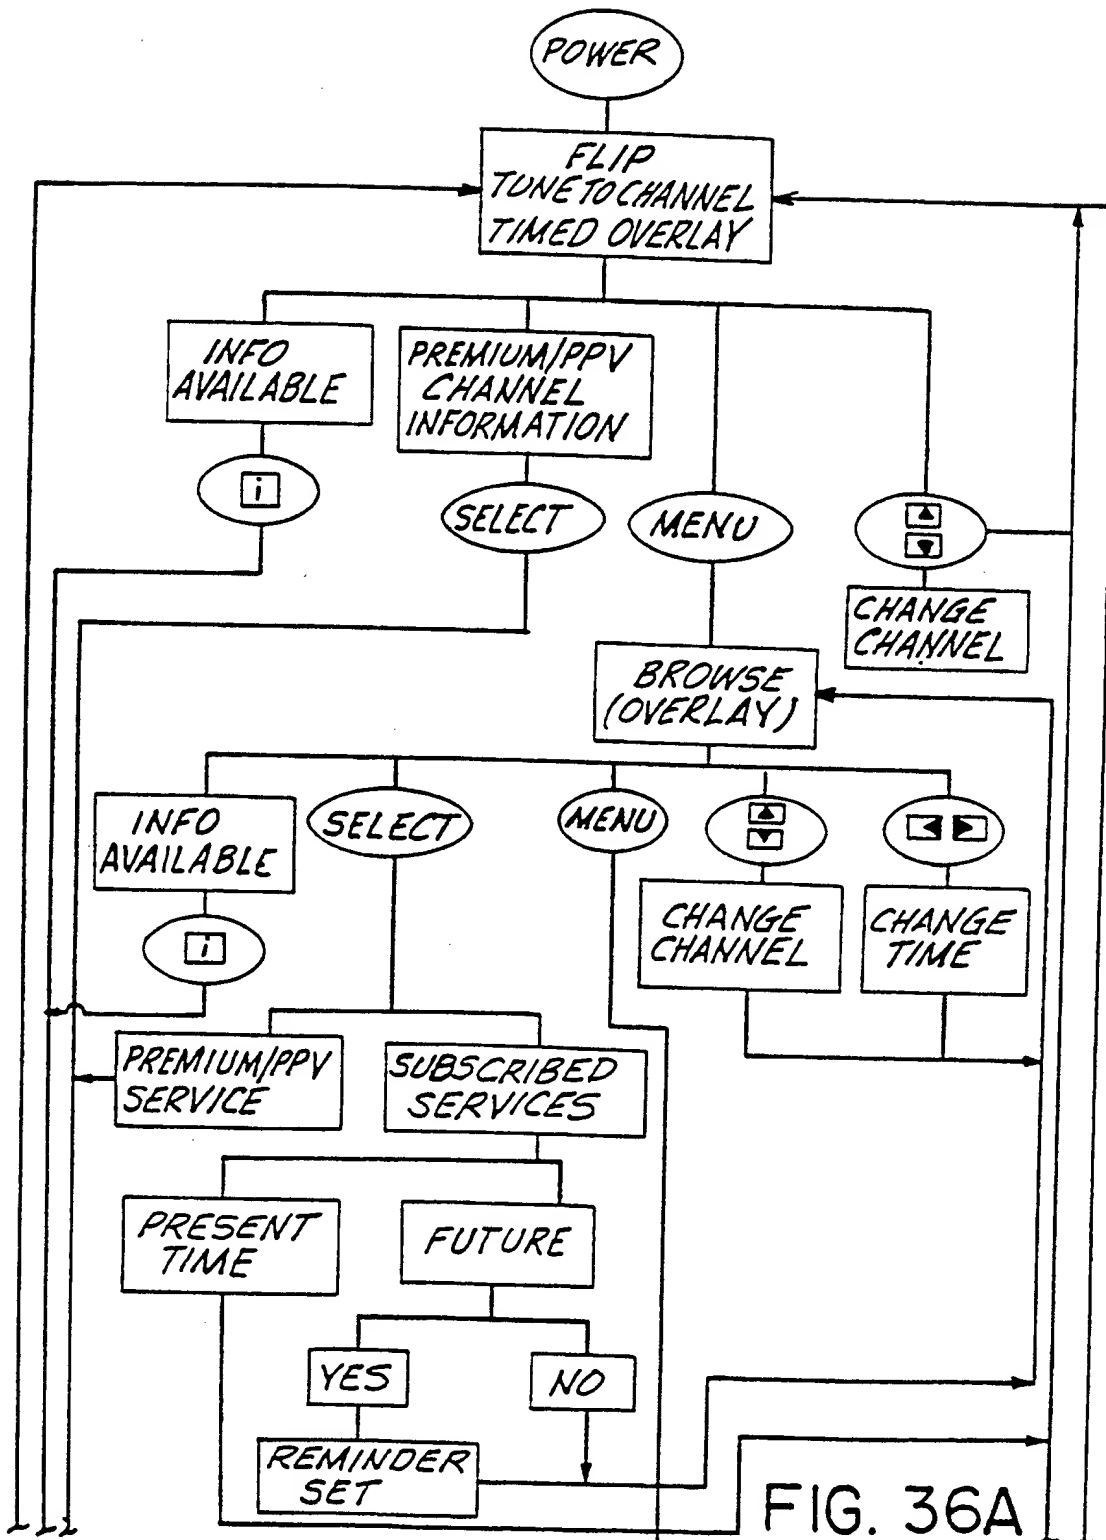 POWER
FLIP
TUNE TO CHANNEL
TIMED OVERLAY
INFO
AVAILABLE
PREMIUM/PPV
CHANNEL
INFORMATION
i
SELECT
MENU
CHANGE
CHANNEL
BROWSE
(OVERLAY)
INFO
AVAILABLE
SELECT
MENU
i
CHANGE
CHANNEL
CHANGE
TIME
PREMIUM/PPV
SERVICE
SUBSCRIBED
SERVICES
PRESENT
TIME
FUTURE
YES
NO
REMINDER
SET
FIG. 36A